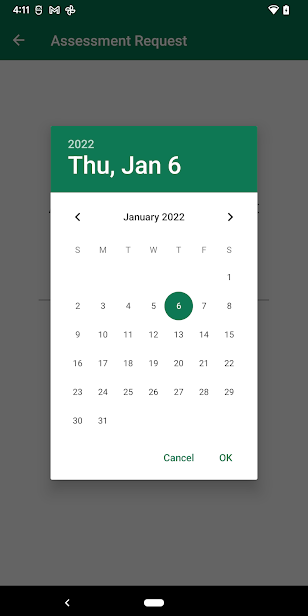 4:11
Assessment Request
2022
Thu, Jan 6
January 2022
S M T W T F S
1
2 3 4 5 6 7 8
9 10 11 12 13 14 15
16 17 18 19 20 21 22
23 24 25 26 27 28 29
30 31
Cancel OK